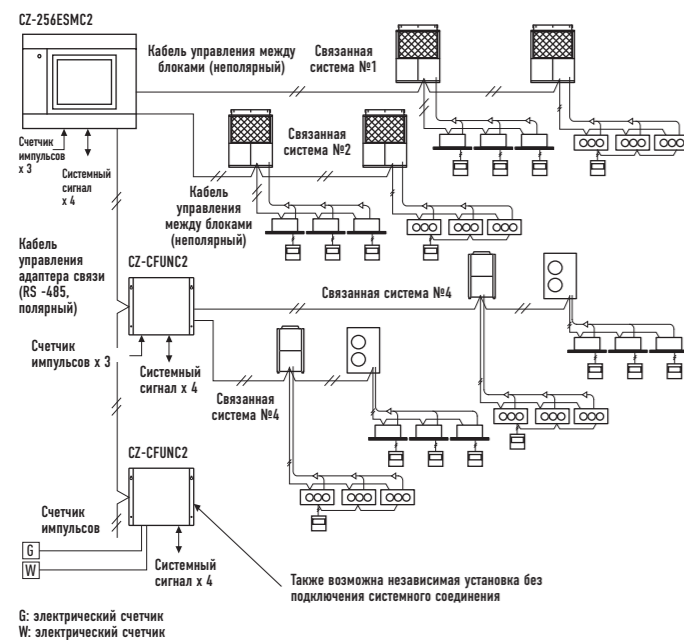 CZ-256ESMC2
Кабель управления между
блоками (неполярный)
Связанная
система №1
Счетчик
импульсов
x 3
Системный
сигнал
x 4
Связанная
система №2
Кабель
управления
между блоками
(неполярный)
Кабель
управления
адаптера связи
(RS -485,
полярный)
CZ-CFUNC2
Связанная система №4
Счетчик
импульсов x 3
Системный
сигнал x 4
Связанная
система №4
CZ-CFUNC2
Счетчик
импульсов
G
W
Системный
сигнал x 4
Также возможна независимая установка без
подключения системного соединения
G: электрический счетчик
W: электрический счетчик